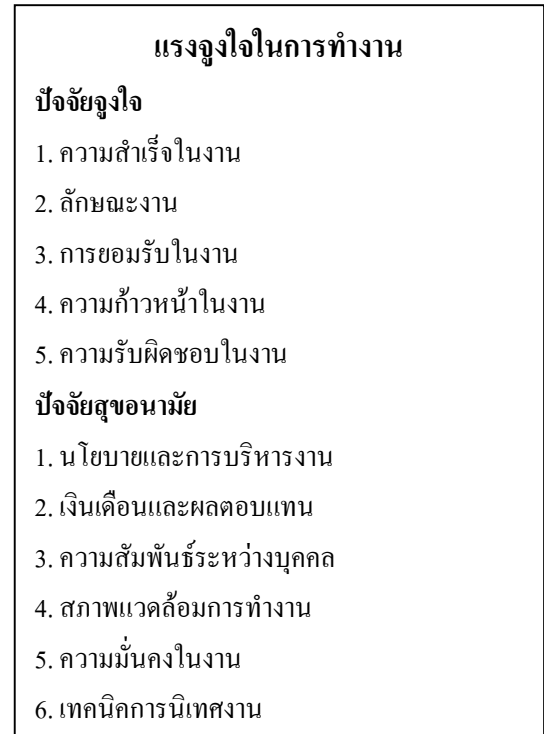 แรงจูงใจในการทำงาน
ปัจจัยจูงใจ
1. ความสำเร็จในงาน
2. ลักษณะงาน
3. การยอมรับในงาน
4. ความก้าวหน้าในงาน
5. ความรับผิดชอบในงาน
ปัจจัยสุขอนามัย
1. นโยบายและการบริหารงาน
2. เงินเดือนและผลตอบแทน
3. ความสัมพันธ์ระหว่างบุคคล
4. สภาพแวดล้อมการทำงาน
5. ความมั่นคงในงาน
6. เทคนิคการนิเทศงาน